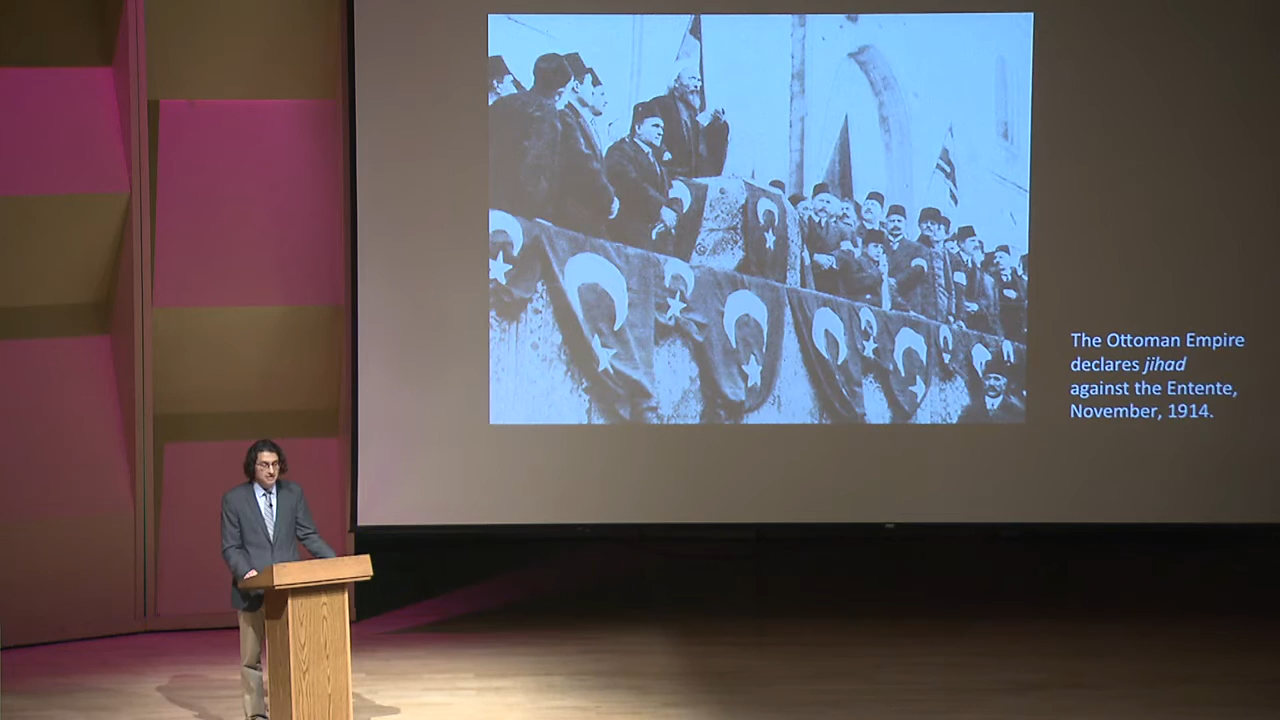 The Ottoman Empire
declares jihad
against the Entente,
November, 1914.